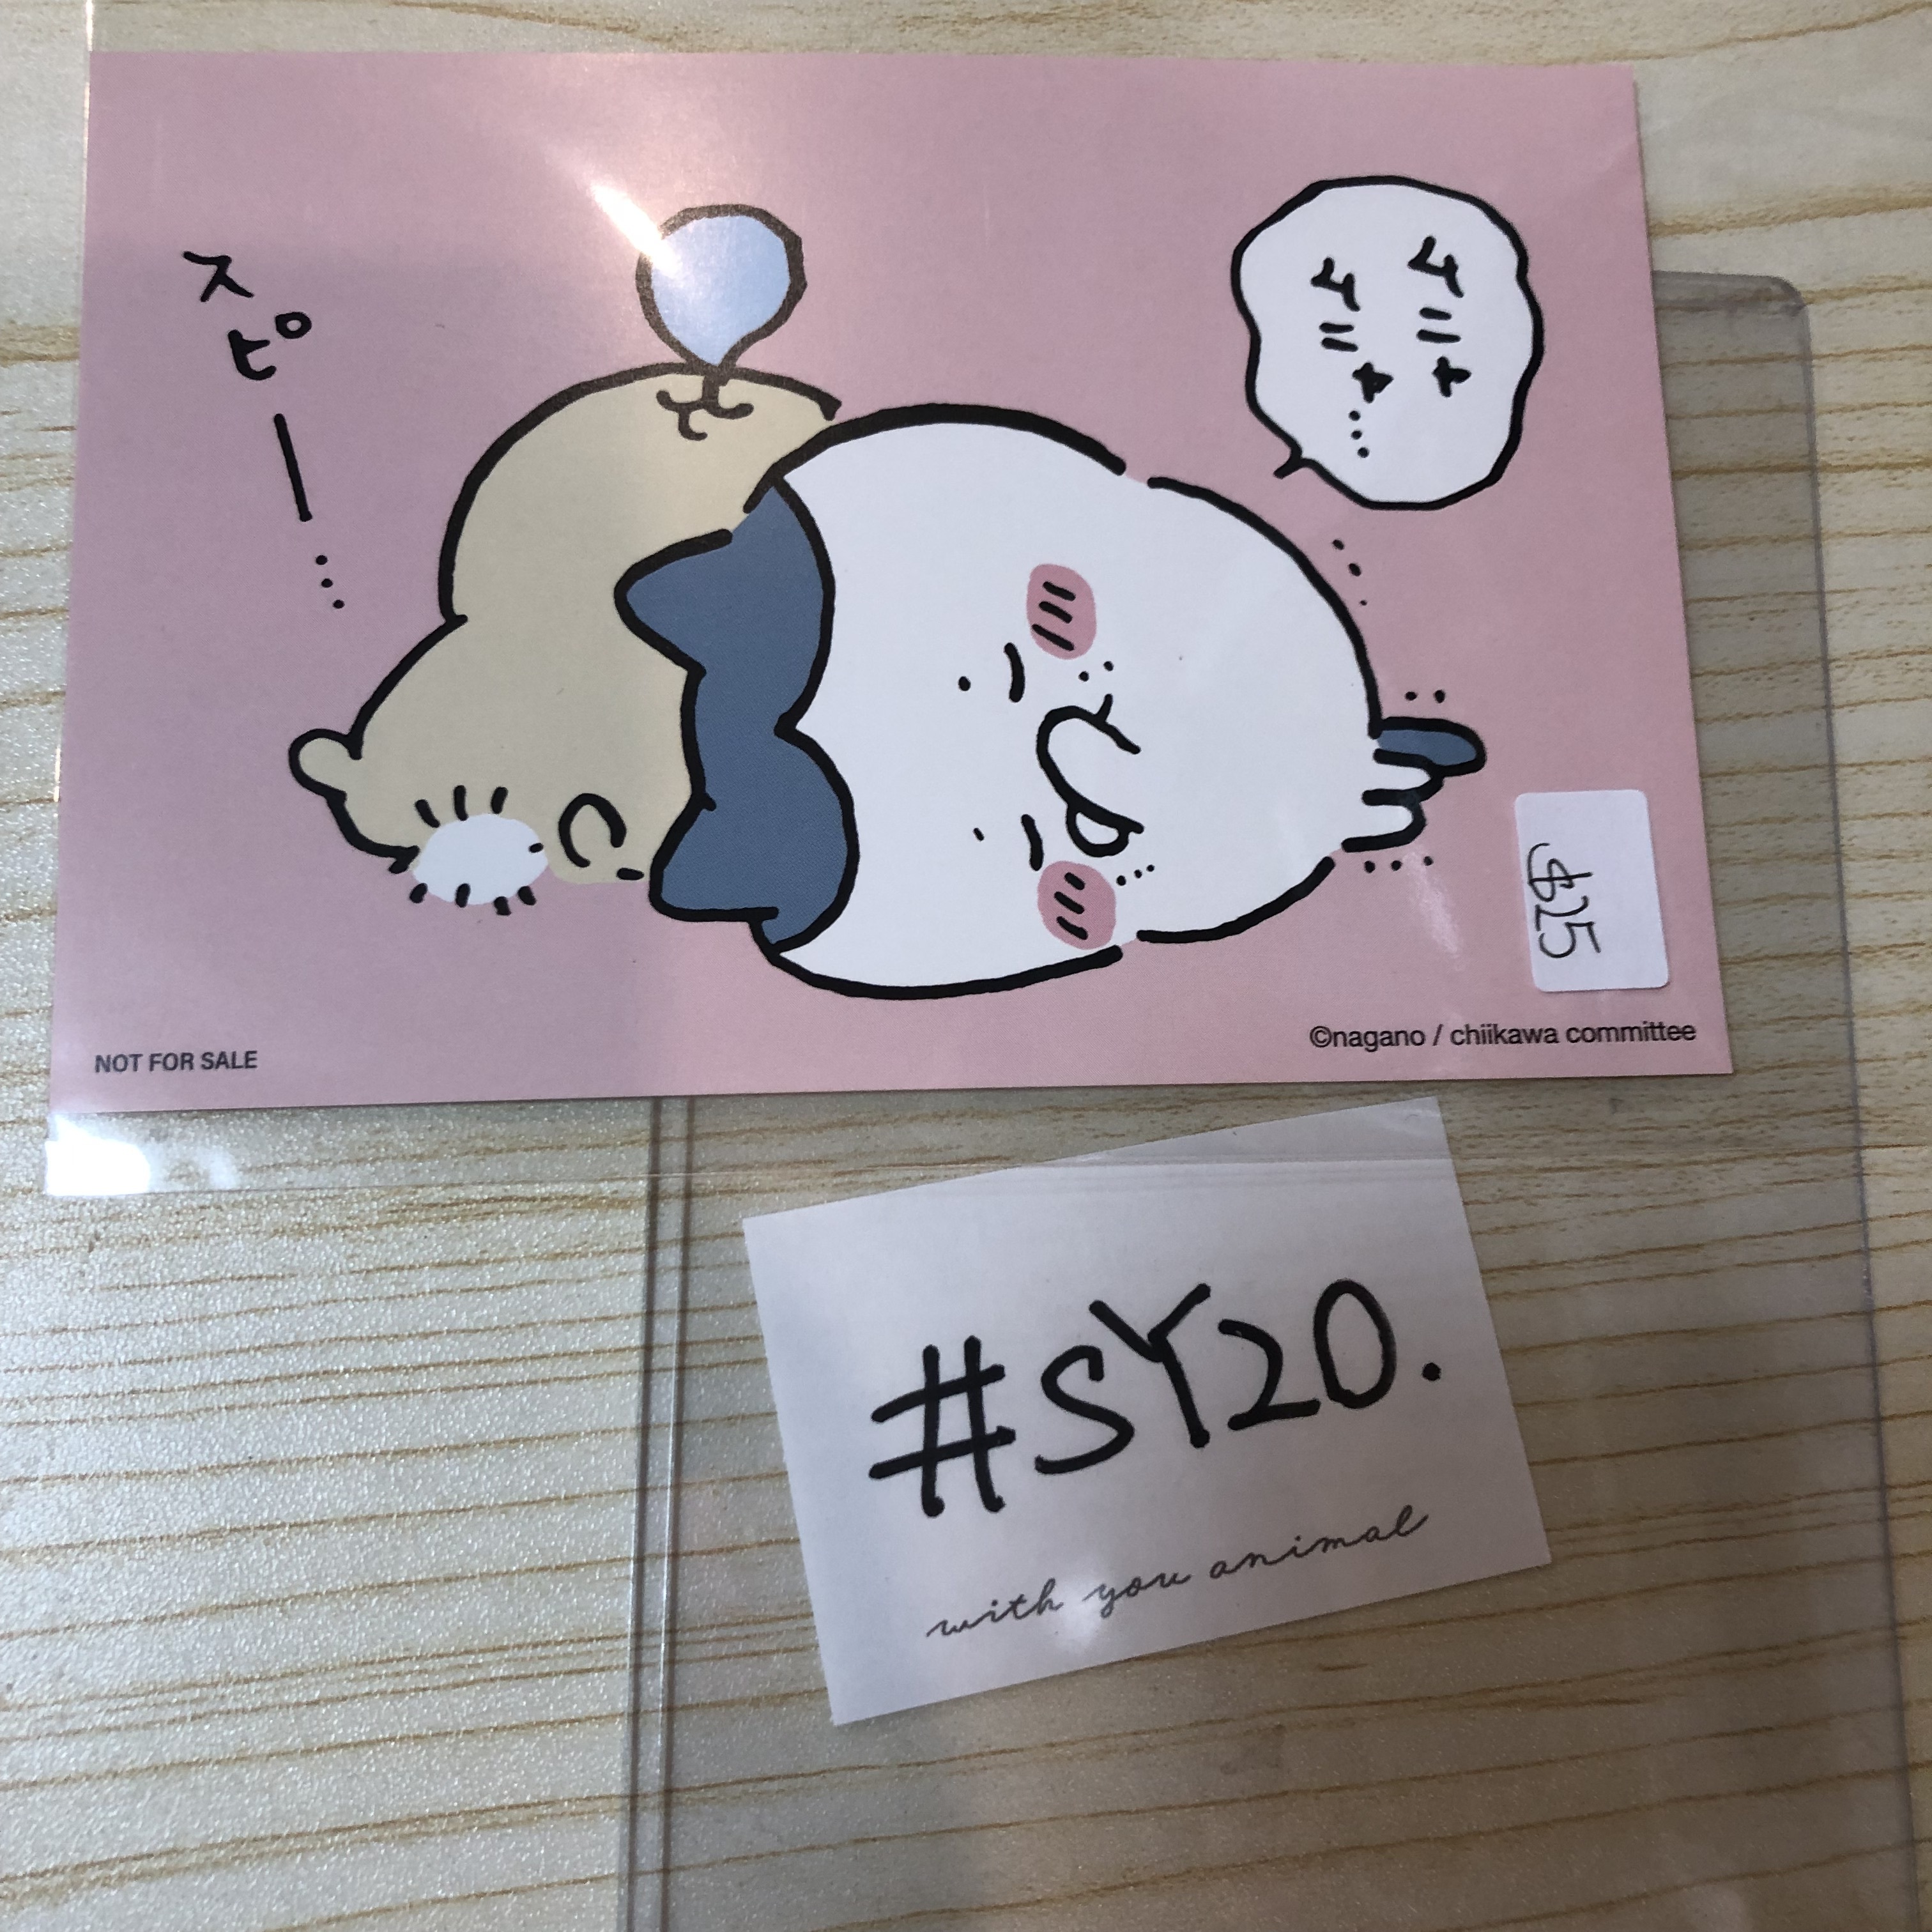 スピー…
ムニャ
ムニャ…
$25
NOT FOR SALE
©nagano / chiikawa committee
#SY20.
with you animal